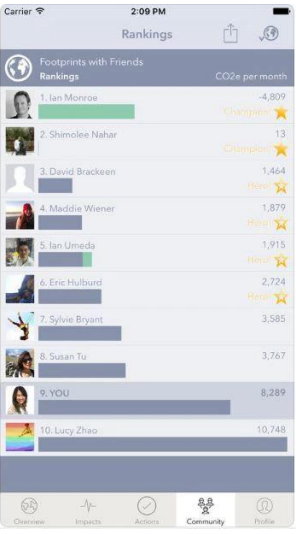 Carrier 2:09 PM
Rankings
Footprints with Friends
Rankings CO2e per month
1. Ian Monroe -4,809
Champion
2. Shimolee Nahar 13
Champion
3. David Brackeen 1,464
Hero
4. Maddie Wiener 1,879
Hero
5. Ian Umeda 1,915
Hero
6. Eric Hulburd 2,724
Hero
7. Sylvie Bryant 3,585
8. Susan Tu 3,767
9. YOU 8,289
10. Lucy Zhao 10,748
Overview Impacts Actions Community Profile